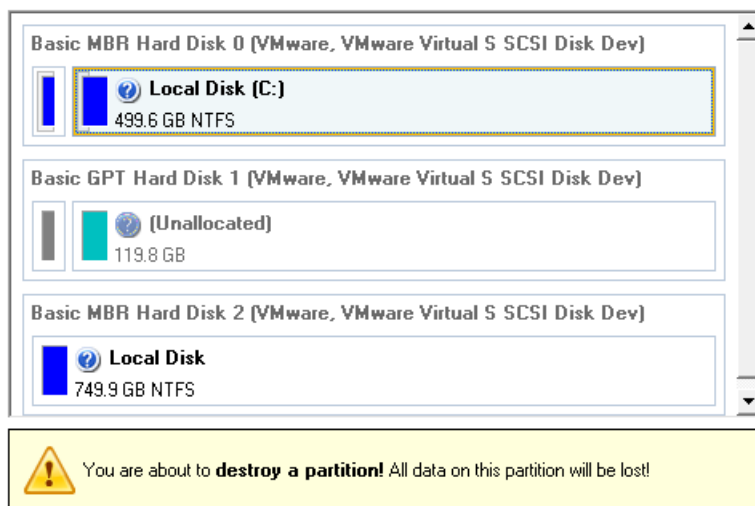 Basic MBR Hard Disk 0 (VMware, VMware Virtual S SCSI Disk Dev)
Local Disk (C:)
499.6 GB NTFS
Basic GPT Hard Disk 1 (VMware, VMware Virtual S SCSI Disk Dev)
(Unallocated)
119.8 GB
Basic MBR Hard Disk 2 (VMware, VMware Virtual S SCSI Disk Dev)
Local Disk
749.9 GB NTFS
You are about to destroy a partition! All data on this partition will be lost!